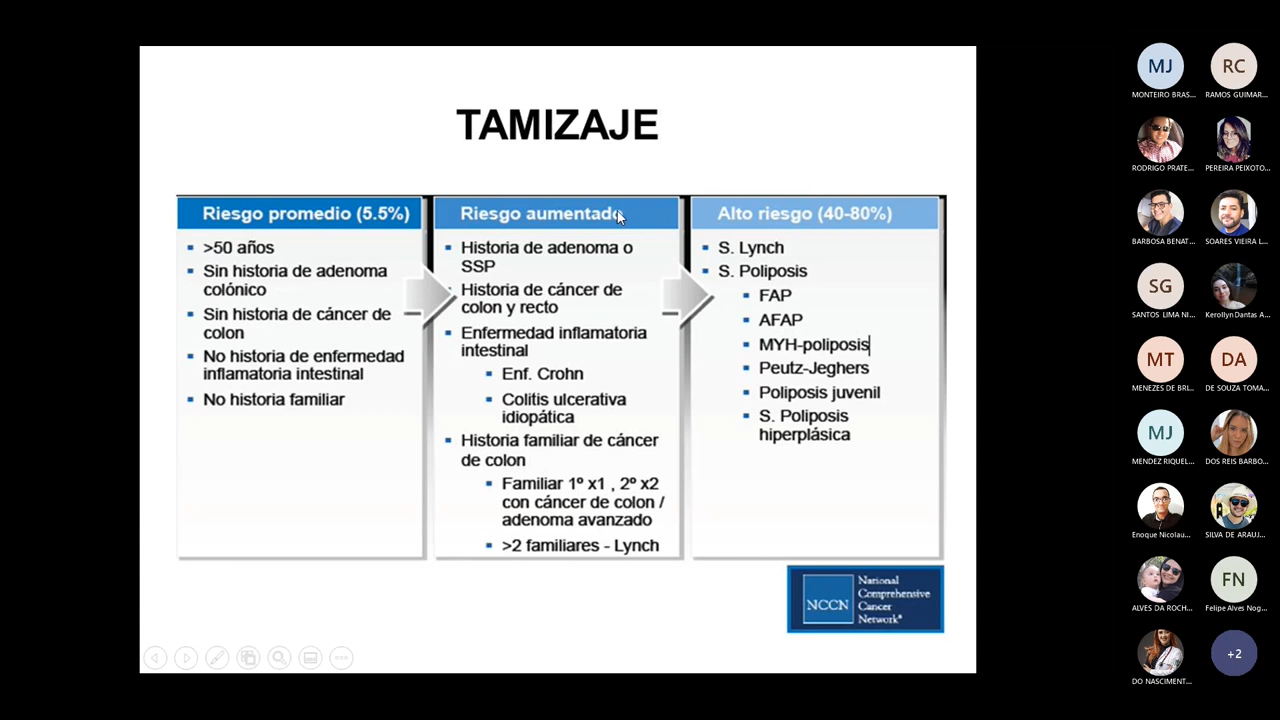 TAMIZAJE
Riesgo promedio (5.5%)
>50 años
Sin historia de adenoma
colónico
Sin historia de cáncer de
colon
No historia de enfermedad
inflamatoria intestinal
No historia familiar
Riesgo aumentado
Historia de adenoma o
SSP
Historia de cáncer de
colon y recto
Enfermedad inflamatoria
intestinal
Enf. Crohn
Colitis ulcerativa
idiopática
Historia familiar de cáncer
de colon
Familiar 1º x1 , 2º x2
con cáncer de colon /
adenoma avanzado
>2 familiares - Lynch
Alto riesgo (40-80%)
S. Lynch
S. Poliposis
FAP
AFAP
MYH-poliposis
Peutz-Jeghers
Poliposis juvenil
S. Poliposis
hiperplásica
NCCN
National
Comprehensive
Cancer
Network®
MJ
RC
MONTEIRO BRAS...
RAMOS GUIMAR...
RODRIGO PRATE...
PEREIRA PEIXOTO...
BARBOSA BENAT...
SOARES VIEIRA L...
SG
SANTOS LIMA NI...
Kerollyn Dantas A...
MT
DA
MENEZES DE BRI...
DE SOUZA TOMA...
MJ
MENDEZ RIQUEL...
DOS REIS BARBO...
Enoque Nicolau...
SILVA DE ARAUJ...
FN
ALVES DA ROCH...
Felipe Alves Nog...
+2
DO NASCIMENT...